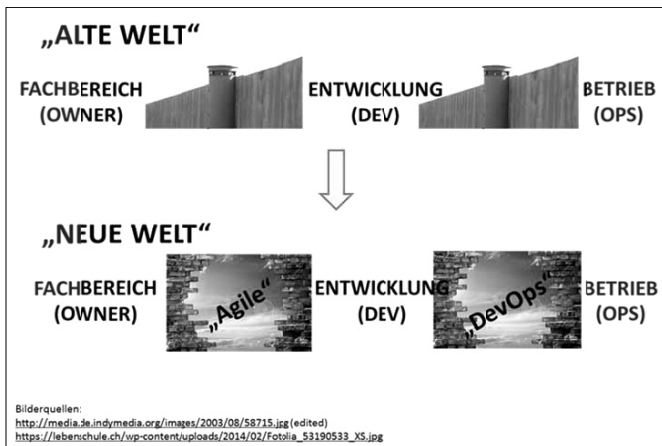 „ALTE WELT“
FACHBEREICH ENTWICKLUNG BETRIEB
(OWNER) (DEV) (OPS)
„NEUE WELT“
FACHBEREICH „Agile“ ENTWICKLUNG „DevOps“ BETRIEB
(OWNER) (DEV) (OPS)
Bilderquellen:
http://media.de.indymedia.org/images/2003/08/58715.jpg (edited)
https://lebenschule.ch/wp-content/uploads/2014/02/Fotolia_53190533_XS.jpg